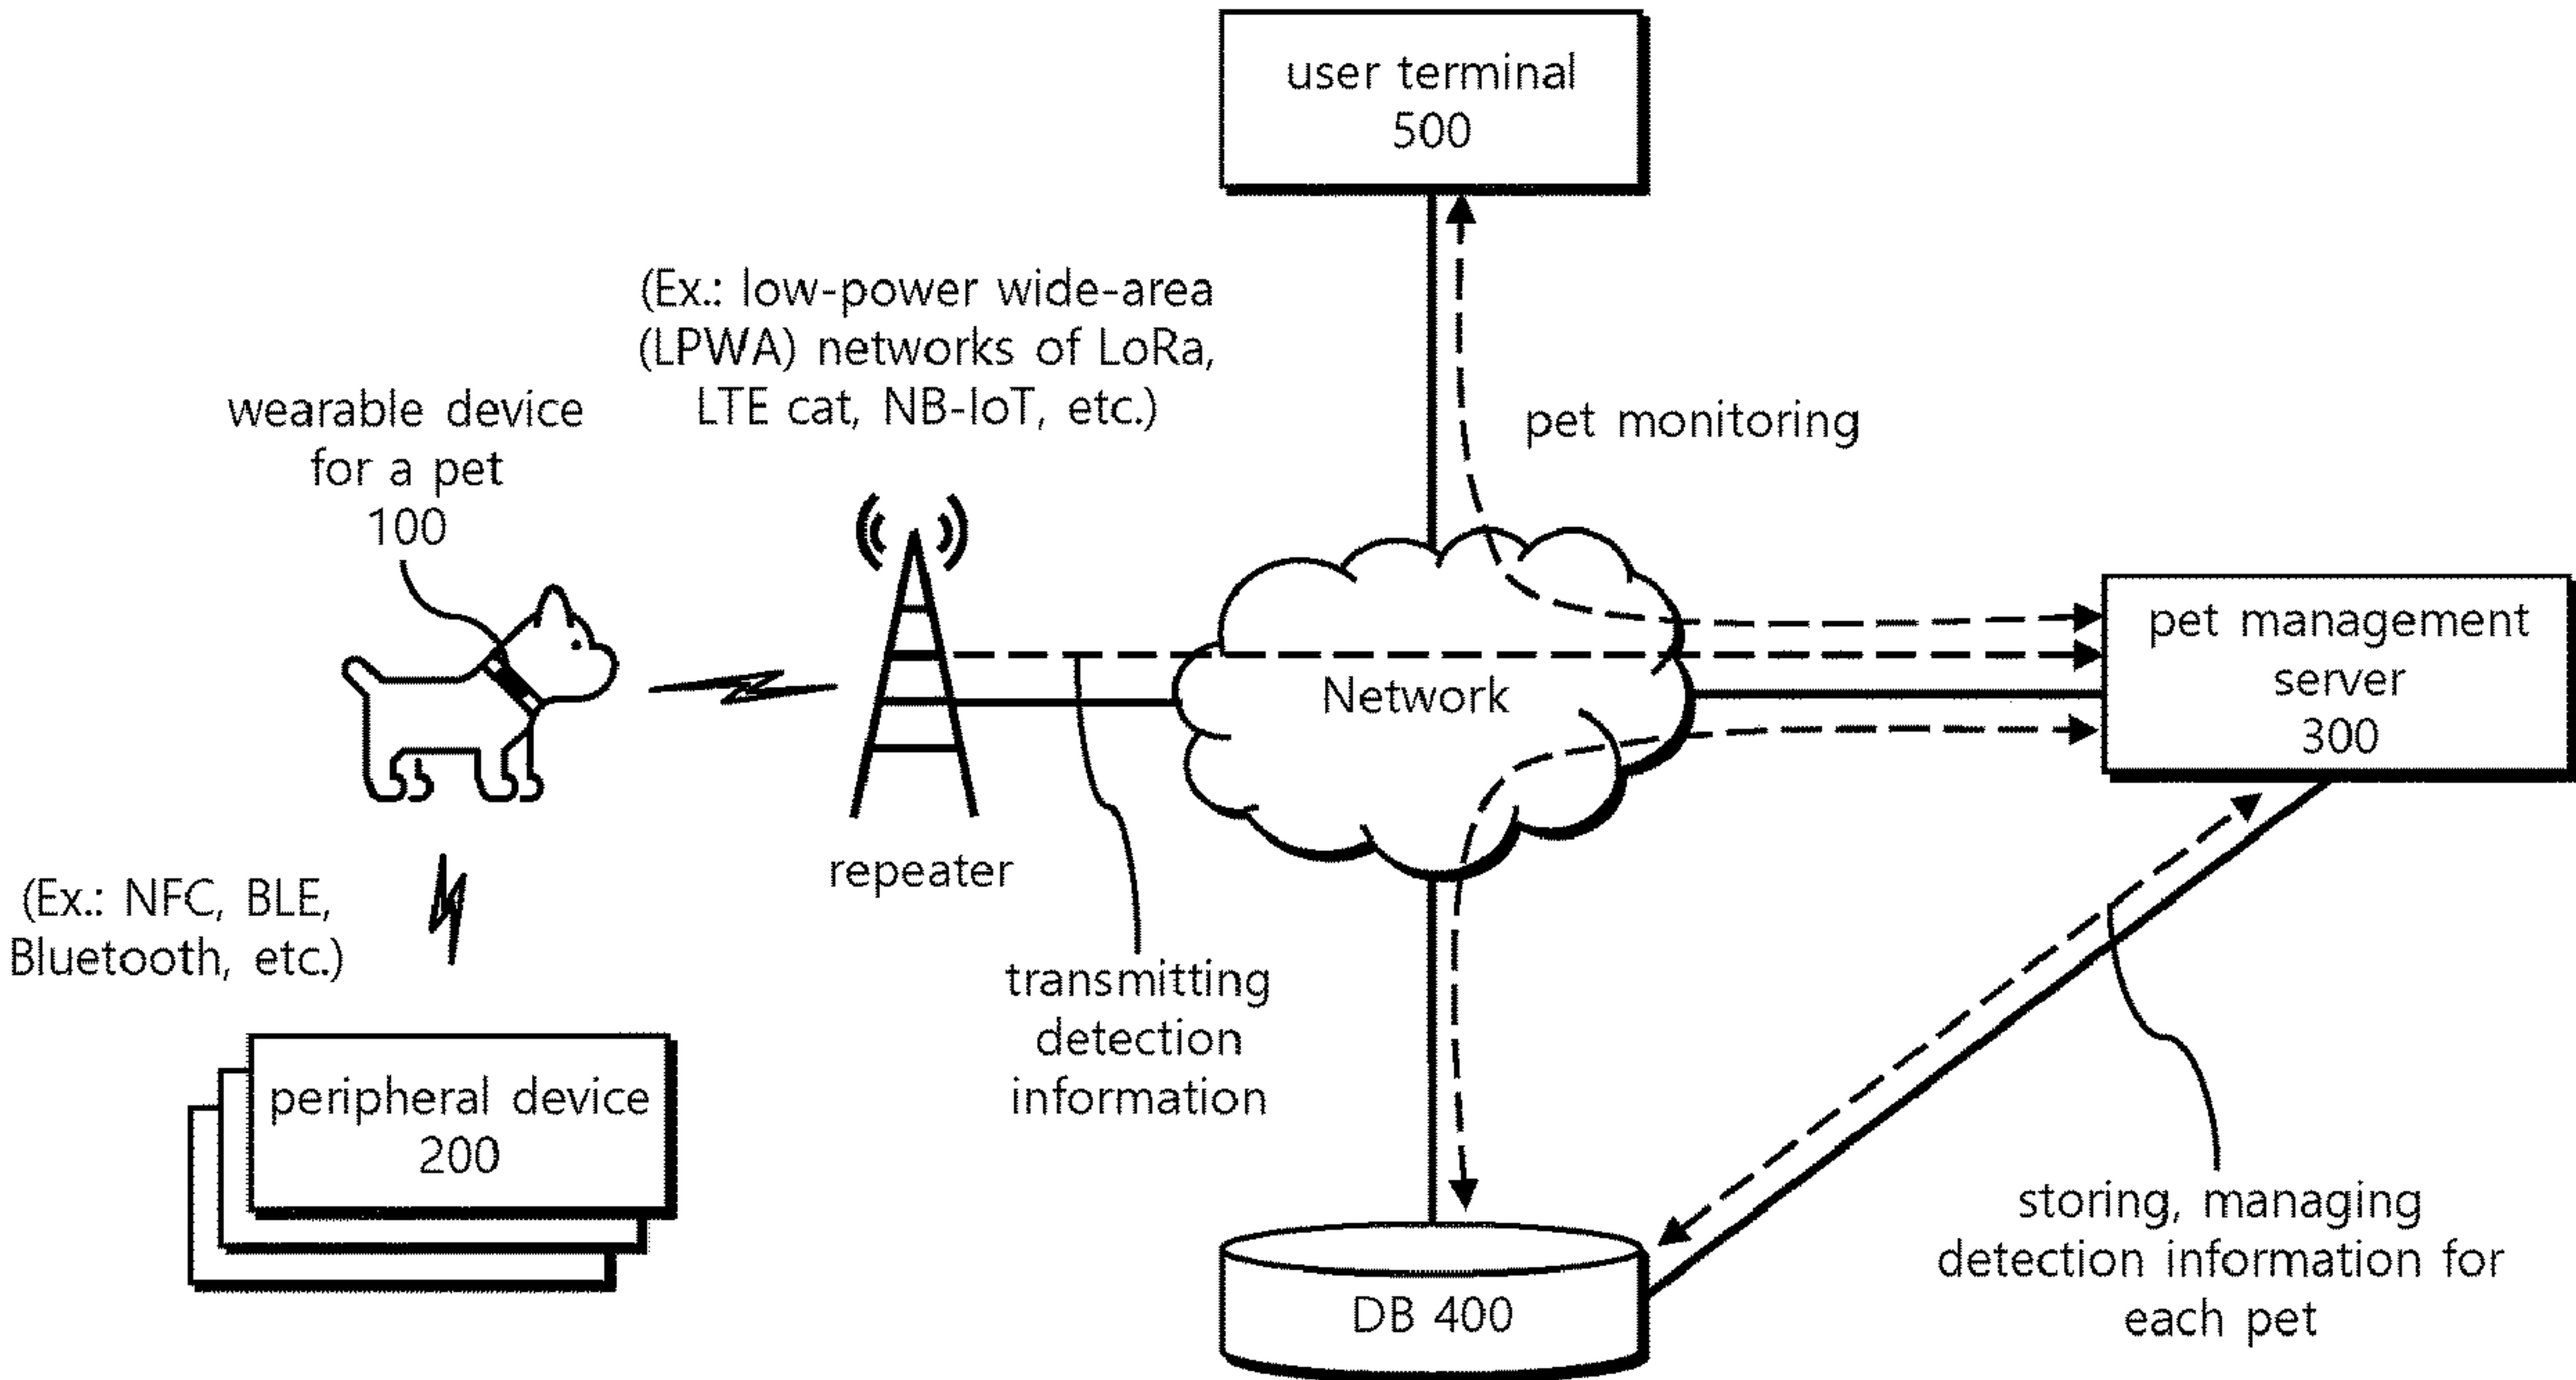 user terminal
500
(Ex.: low-power wide-area
(LPWA) networks of LoRa,
LTE cat, NB-IoT, etc.)
wearable device
for a pet
100
pet monitoring
pet management
server
300
Network
repeater
(Ex.: NFC, BLE,
Bluetooth, etc.)
transmitting
detection
information
peripheral device
200
storing, managing
detection information for
each pet
DB 400